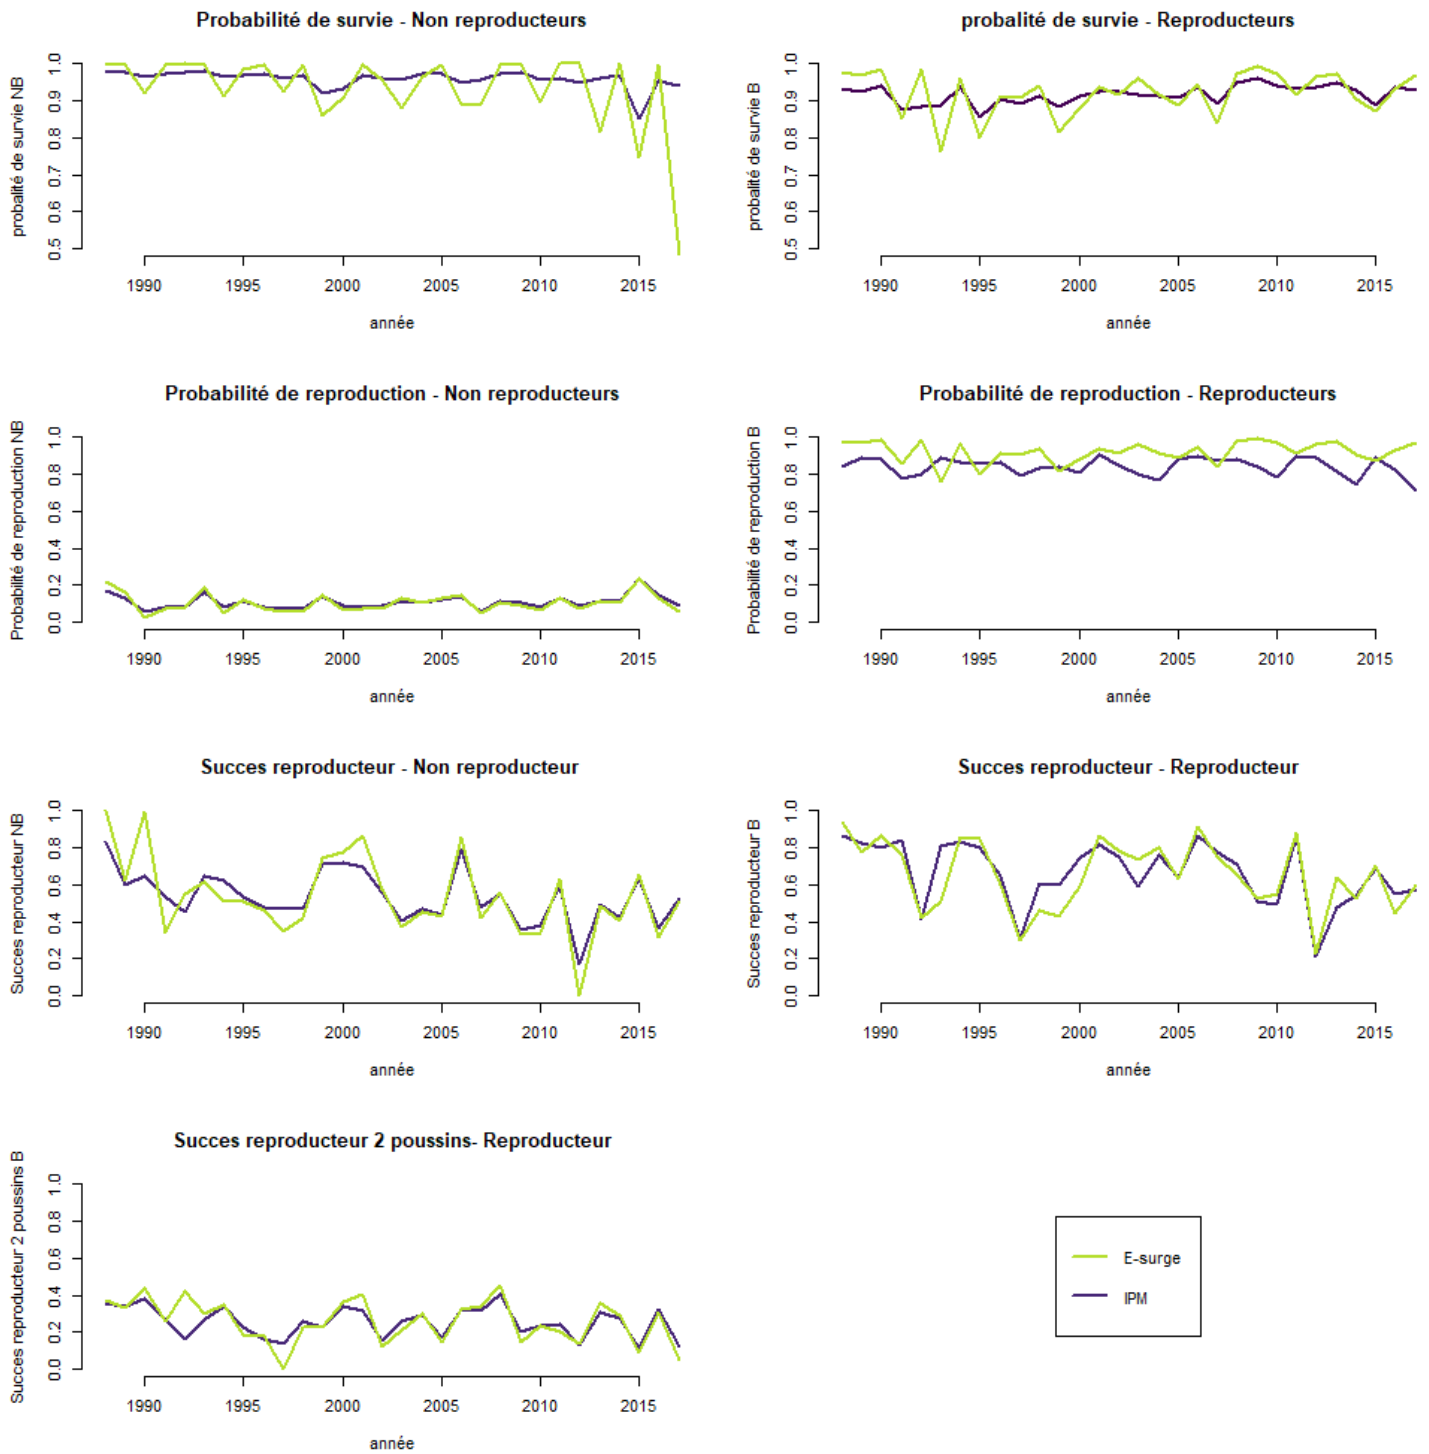 Probabilité de survie - Non reproducteurs
probabilité de survie NB
0.5 0.6 0.7 0.8 0.9 1.0
1990 1995 2000 2005 2010 2015
année
probalité de survie - Reproducteurs
probalité de survie B
0.5 0.6 0.7 0.8 0.9 1.0
1990 1995 2000 2005 2010 2015
année
Probabilité de reproduction - Non reproducteurs
Probabilité de reproduction NB
0.0 0.2 0.4 0.6 0.8 1.0
1990 1995 2000 2005 2010 2015
année
Probabilité de reproduction - Reproducteurs
Probabilité de reproduction B
0.0 0.2 0.4 0.6 0.8 1.0
1990 1995 2000 2005 2010 2015
année
Succes reproducteur - Non reproducteur
Succes reproducteur NB
0.0 0.2 0.4 0.6 0.8 1.0
1990 1995 2000 2005 2010 2015
année
Succes reproducteur - Reproducteur
Succes reproducteur B
0.0 0.2 0.4 0.6 0.8 1.0
1990 1995 2000 2005 2010 2015
année
Succes reproducteur 2 poussins- Reproducteur
Succes reproducteur 2 poussins B
0.0 0.2 0.4 0.6 0.8 1.0
1990 1995 2000 2005 2010 2015
année
E-surge
IPM